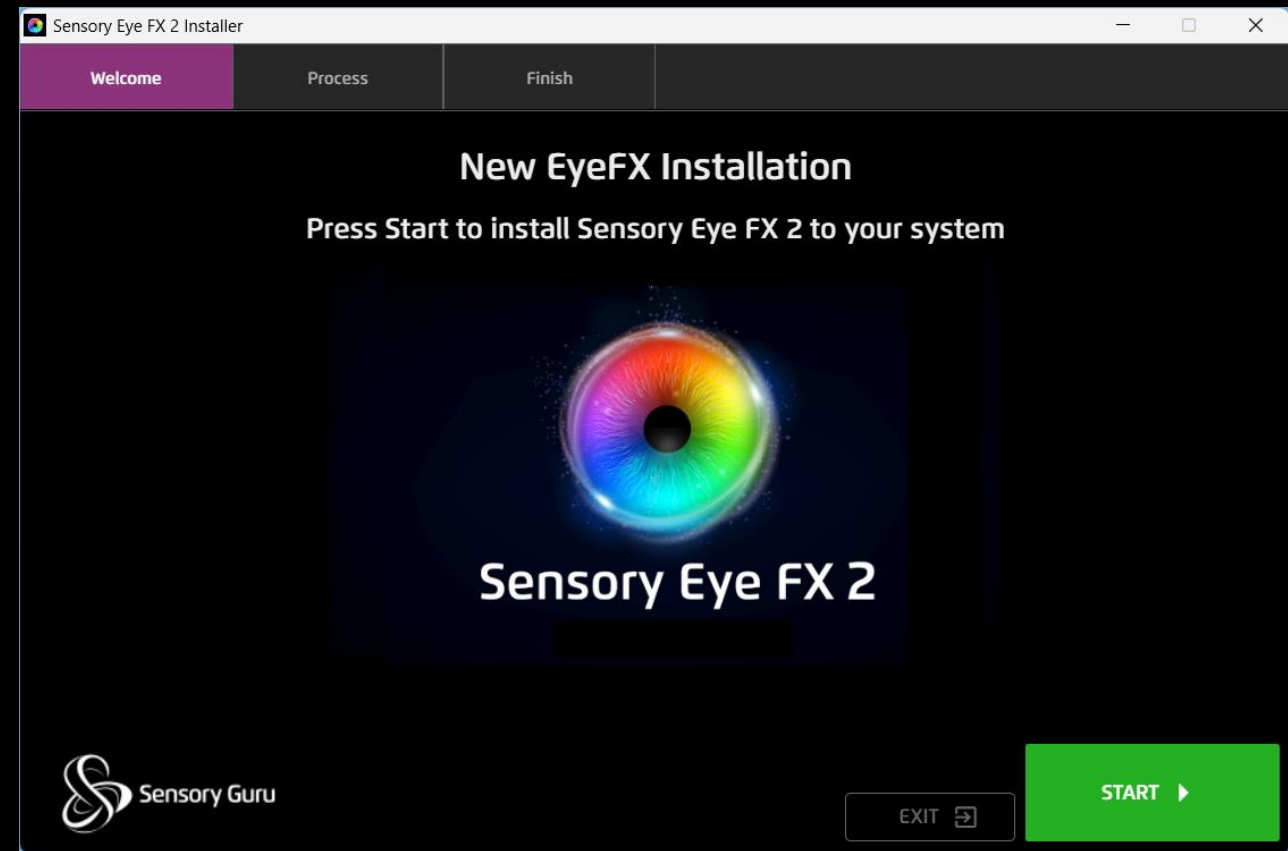 Sensory Eye FX 2 Installer
Welcome Process Finish
New EyeFX Installation
Press Start to install Sensory Eye FX 2 to your system
Sensory Eye FX 2
Sensory Guru
EXIT
START